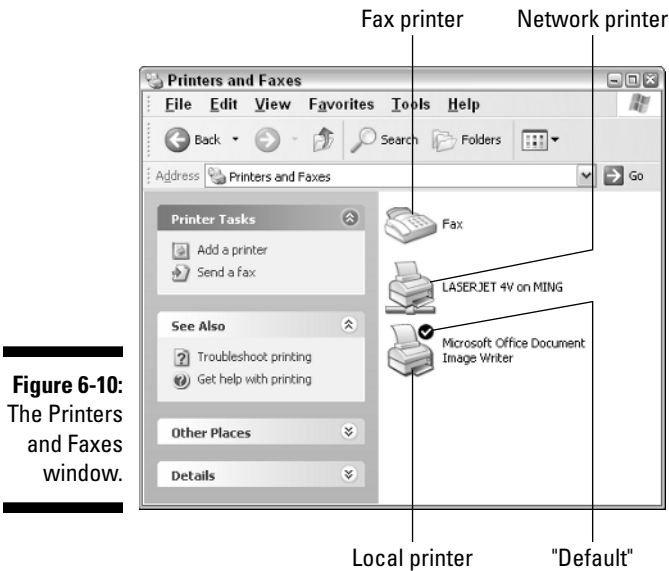 Fax printer
Network printer
Printers and Faxes
File Edit View Favorites Tools Help
Back
Search
Folders
Address
Printers and Faxes
Go
Printer Tasks
Add a printer
Send a fax
See Also
Troubleshoot printing
Get help with printing
Other Places
Details
Fax
LASERJET 4V on MING
Microsoft Office Document
Image Writer
Figure 6-10:
The Printers
and Faxes
window.
Local printer
"Default"